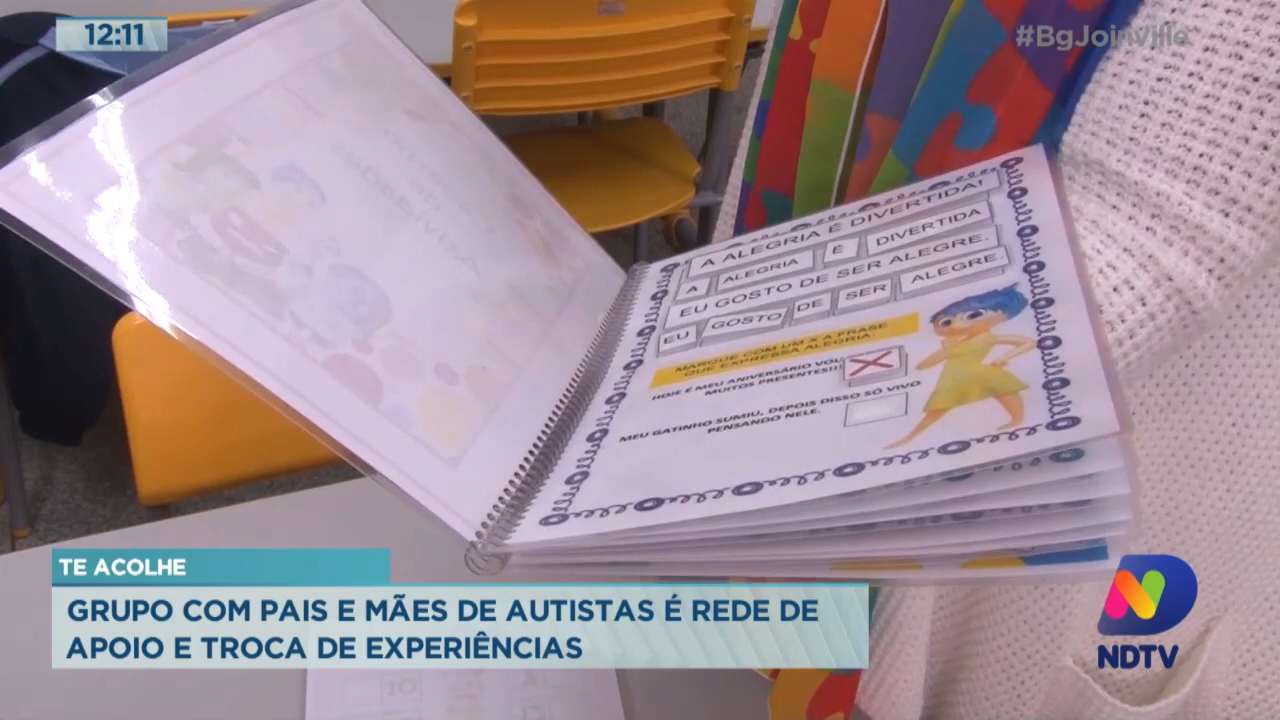 12:11
#BgJoinville
A ALEGRIA É DIVERTIDA!
A ALEGRIA É DIVERTIDA
EU GOSTO DE SER ALEGRE.
EU GOSTO DE SER ALEGRE.
MARQUE COM UM X A FRASE
QUE EXPRESSA ALEGRIA:
HOJE É MEU ANIVERSÁRIO VOU
MUITOS PRESENTES!!!
MEU GATINHO SUMIU, DEPOIS DISSO SÓ VIVO
PENSANDO NELE.
TE ACOLHE
GRUPO COM PAIS E MÃES DE AUTISTAS É REDE DE
APOIO E TROCA DE EXPERIÊNCIAS
NDTV
10